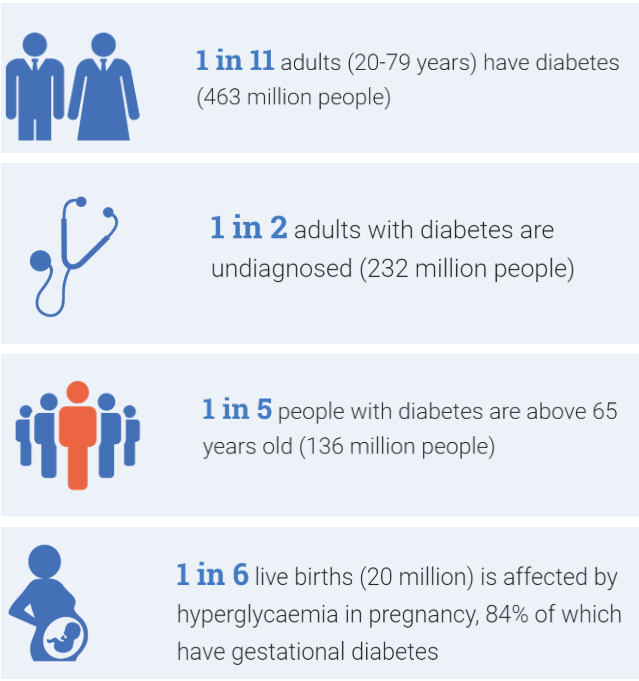 1 in 11 adults (20-79 years) have diabetes
(463 million people)
1 in 2 adults with diabetes are
undiagnosed (232 million people)
1 in 5 people with diabetes are above 65
years old (136 million people)
1 in 6 live births (20 million) is affected by
hyperglycaemia in pregnancy, 84% of which
have gestational diabetes